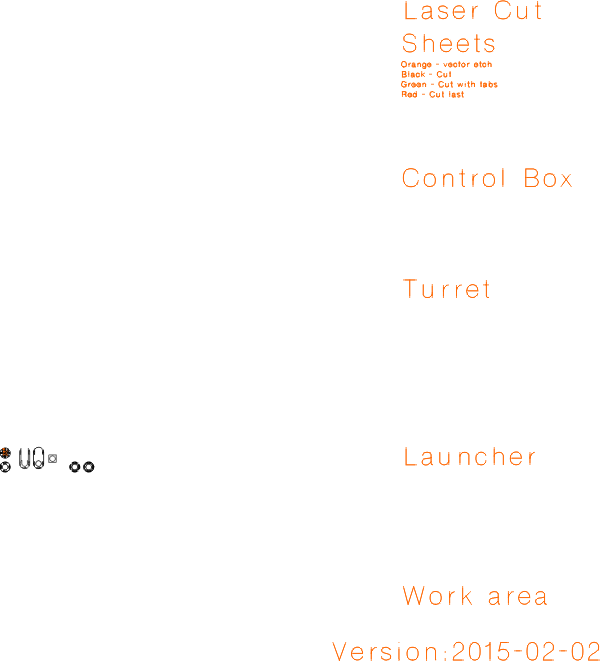 Laser Cut
Sheets
Orange - vector etch
Black - Cut
Green - Cut with tabs
Red - Cut last
Control Box
Turret
Launcher
Work area
Version:2015-02-02